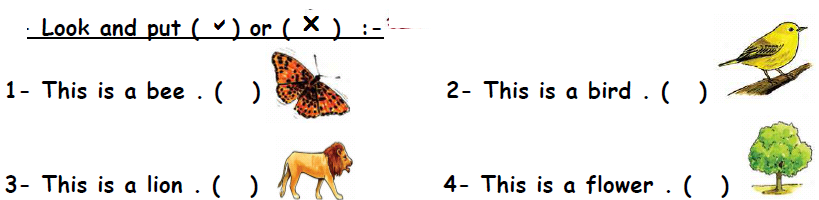 Look and put ( ✔ ) or ( X ) :-
1- This is a bee . ( )
2- This is a bird . ( )
3- This is a lion . ( )
4- This is a flower . ( )